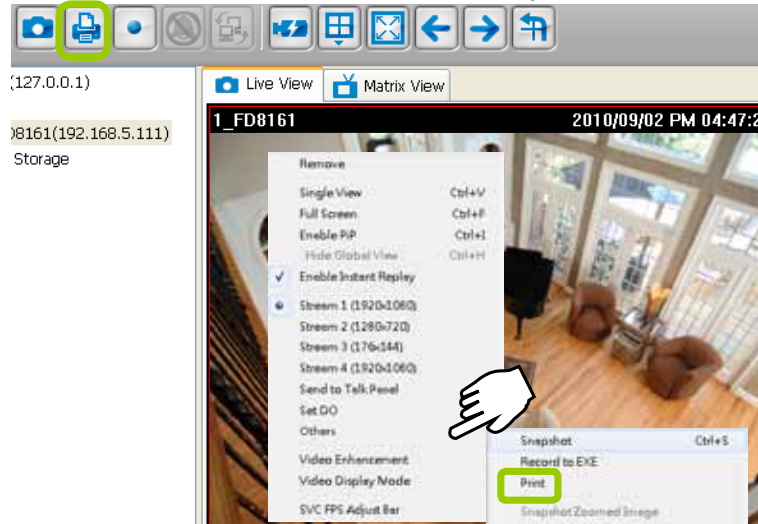 (127.0.0.1)
Live View
Matrix View
D8161(192.168.5.111)
Storage
1_FD8161
2010/09/02 PM 04:47:2
Remove
Single View Ctrl+V
Full Screen Ctrl+F
Enable PiP Ctrl+I
Hide Global View Ctrl+H
Enable Instant Replay
Stream 1 (1920x1080)
Stream 2 (1280x720)
Stream 3 (176x144)
Stream 4 (1920x1080)
Send to Talk Panel
Set DO
Others
Video Enhancement
Video Display Mode
SVC FPS Adjust Bar
Snapshot Ctrl+S
Record to EXE
Print
Snapshot Zoomed Image